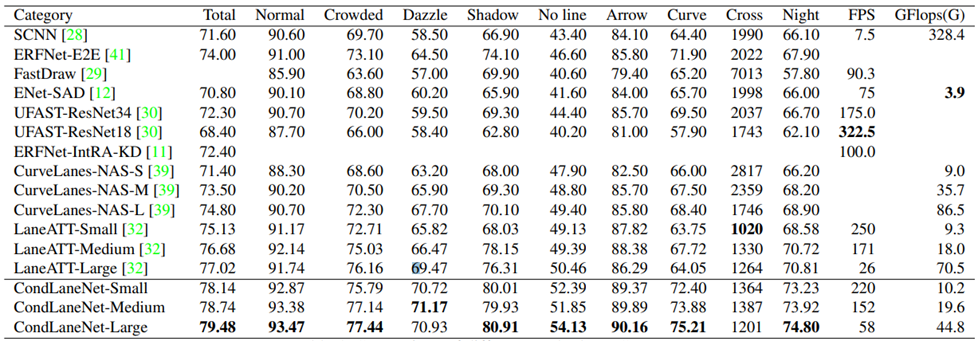 Category Total Normal Crowded Dazzle Shadow No line Arrow Curve Cross Night FPS GFlops(G)
SCNN [28] 71.60 90.60 69.70 58.50 66.90 43.40 84.10 64.40 1990 66.10 7.5 328.4
ERFNet-E2E [41] 74.00 91.00 73.10 64.50 74.10 46.60 85.80 71.90 2022 67.90
FastDraw [29] 85.90 63.60 57.00 69.90 40.60 79.40 65.20 7013 57.80 90.3
ENet-SAD [12] 70.80 90.10 68.80 60.20 65.90 41.60 84.00 65.70 1998 66.00 75 3.9
UFAST-ResNet34 [30] 72.30 90.70 70.20 59.50 69.30 44.40 85.70 69.50 2037 66.70 175.0
UFAST-ResNet18 [30] 68.40 87.70 66.00 58.40 62.80 40.20 81.00 57.90 1743 62.10 322.5
ERFNet-IntRA-KD [11] 72.40 100.0
CurveLanes-NAS-S [39] 71.40 88.30 68.60 63.20 68.00 47.90 82.50 66.00 2817 66.20 9.0
CurveLanes-NAS-M [39] 73.50 90.20 70.50 65.90 69.30 48.80 85.70 67.50 2359 68.20 35.7
CurveLanes-NAS-L [39] 74.80 90.70 72.30 67.70 70.10 49.40 85.80 68.40 1746 68.90 86.5
LaneATT-Small [32] 75.13 91.17 72.71 65.82 68.03 49.13 87.82 63.75 1020 68.58 250 9.3
LaneATT-Medium [32] 76.68 92.14 75.03 66.47 78.15 49.39 88.38 67.72 1330 70.72 171 18.0
LaneATT-Large [32] 77.02 91.74 76.16 69.47 76.31 50.46 86.29 64.05 1264 70.81 26 70.5
CondLaneNet-Small 78.14 92.87 75.79 70.72 80.01 52.39 89.37 72.40 1364 73.23 220 10.2
CondLaneNet-Medium 78.74 93.38 77.14 71.17 79.93 51.85 89.89 73.88 1387 73.92 152 19.6
CondLaneNet-Large 79.48 93.47 77.44 70.93 80.91 54.13 90.16 75.21 1201 74.80 58 44.8